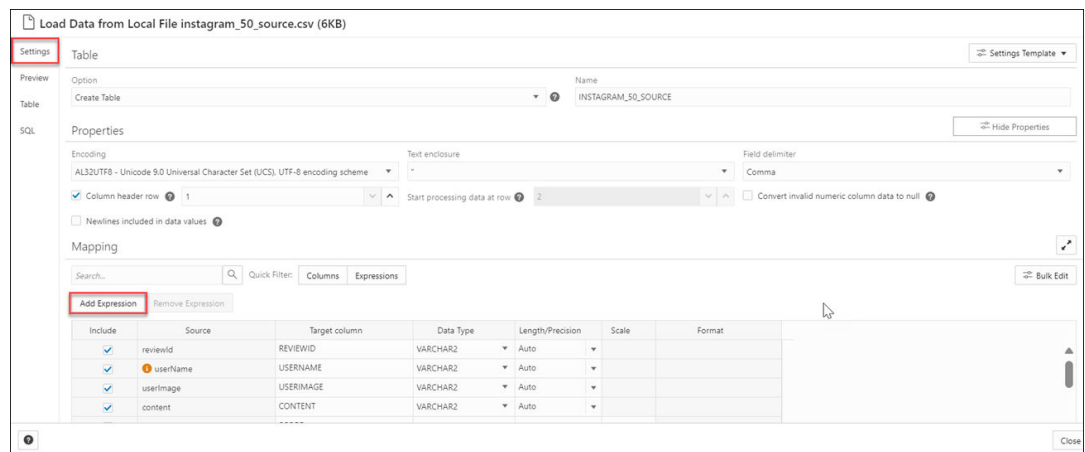 Load Data from Local File instagram_50_source.csv (6KB)
Settings
Preview
Table
SQL
Table
Settings Template
Option
Name
Create Table
INSTAGRAM_50_SOURCE
Properties
Hide Properties
Encoding
Text enclosure
Field delimiter
AL32UTF8 - Unicode 9.0 Universal Character Set (UCS), UTF-8 encoding scheme
"
Comma
Column header row 1
Start processing data at row 2
Convert invalid numeric column data to null
Newlines included in data values
Mapping
Search...
Quick Filter: Columns Expressions
Bulk Edit
Add Expression Remove Expression
Include Source Target column Data Type Length/Precision Scale Format
reviewId REVIEWID VARCHAR2 Auto
userName USERNAME VARCHAR2 Auto
userImage USERIMAGE VARCHAR2 Auto
content CONTENT VARCHAR2 Auto
Close